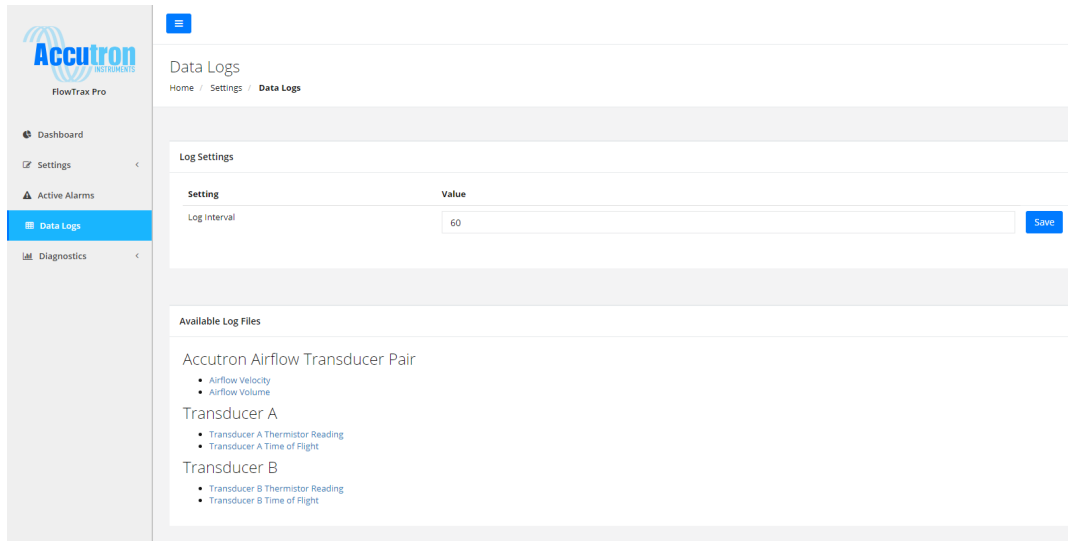 Accutron
INSTRUMENTS
FlowTrax Pro
Dashboard
Settings
Active Alarms
Data Logs
Diagnostics
Data Logs
Home / Settings / Data Logs
Log Settings
Setting Value
Log Interval 60 Save
Available Log Files
Accutron Airflow Transducer Pair
Airflow Velocity
Airflow Volume
Transducer A
Transducer A Thermistor Reading
Transducer A Time of Flight
Transducer B
Transducer B Thermistor Reading
Transducer B Time of Flight